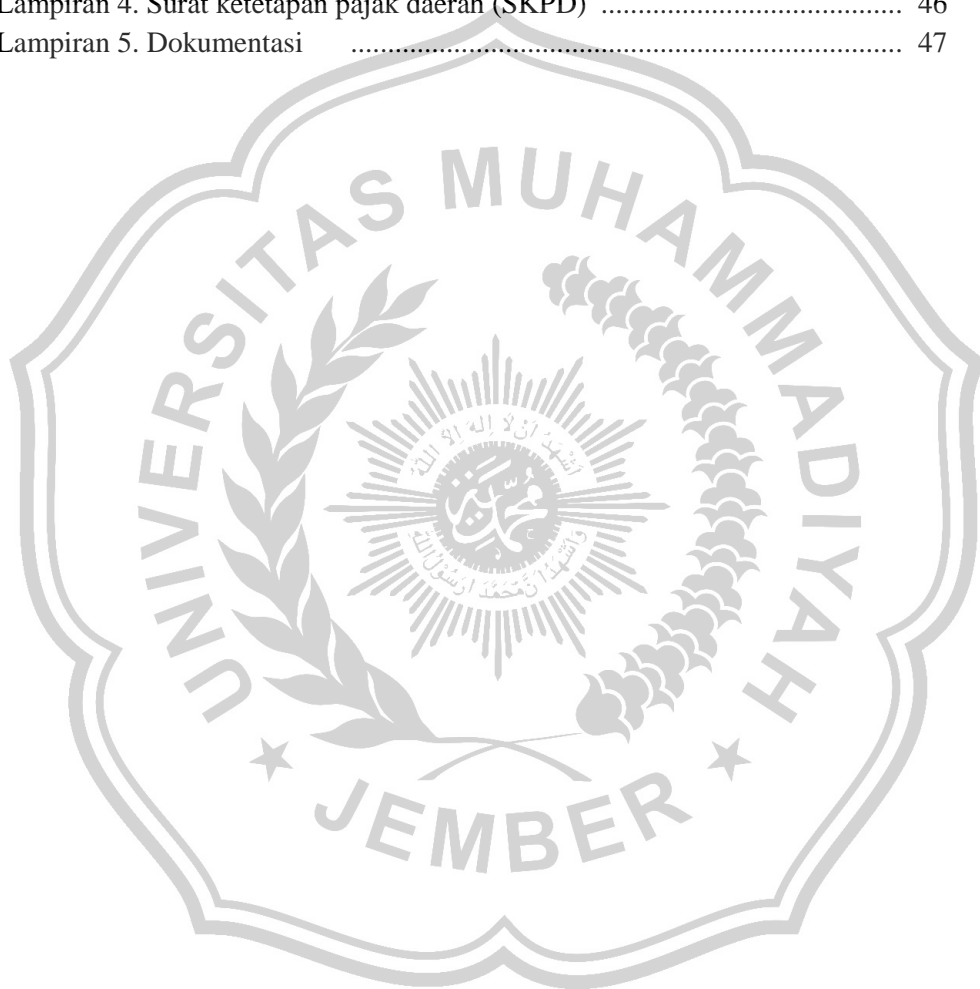 Lampiran 4. Surat ketetapan pajak daerah (SKPD) ...................................... 46
Lampiran 5. Dokumentasi ...................................................................... 47
UNIVERSITAS MUHAMMADIYAH
JEMBER